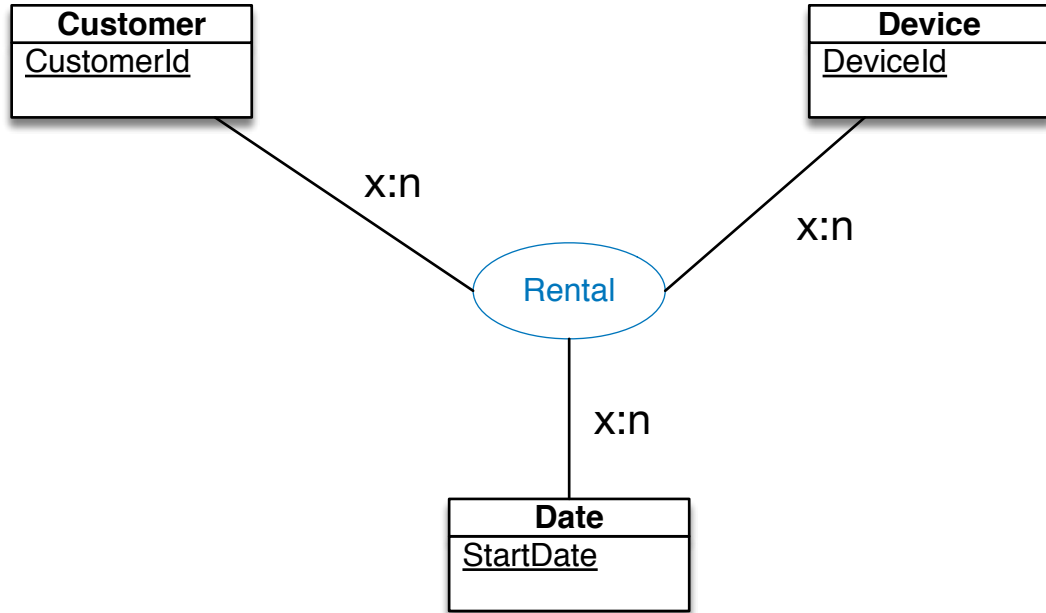 Customer
CustomerId
Device
DeviceId
x:n
x:n
Rental
x:n
Date
StartDate